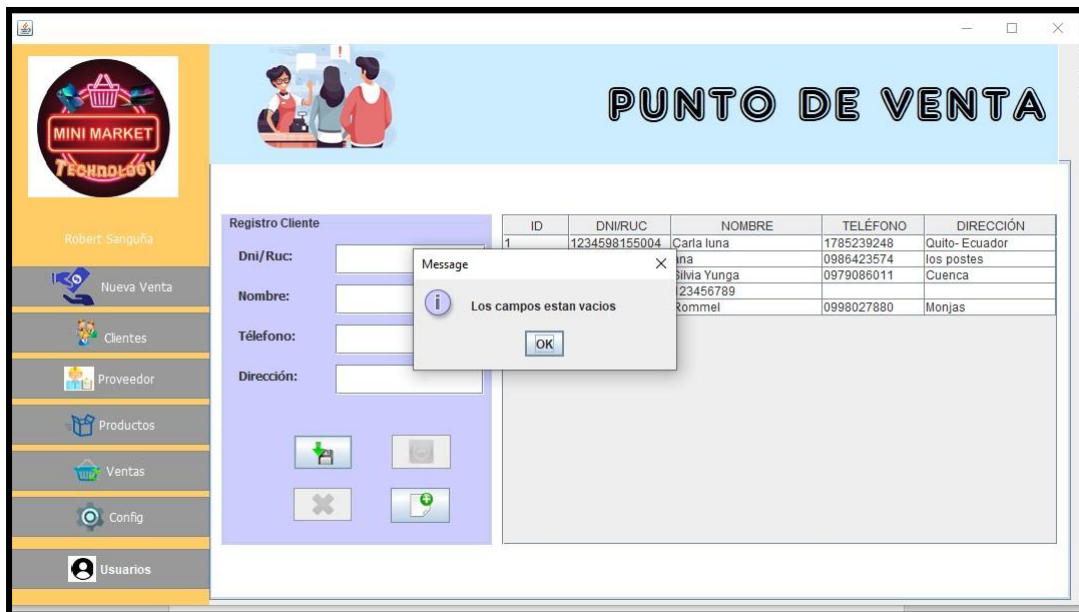 MINI MARKET
TECHNOLOGY
PUNTO DE VENTA
Robert Sanguña
Nueva Venta
Clientes
Proveedor
Productos
Ventas
Config
Usuarios
Registro Cliente
Dni/Ruc:
Nombre:
Télefono:
Dirección:
ID DNI/RUC NOMBRE TELÉFONO DIRECCIÓN
1 1234598155004 Carla luna 1785239248 Quito- Ecuador
0986423574 los postes
Silvia Yunga 0979086011 Cuenca
123456789
Rommel 0998027880 Monjas
Message
Los campos estan vacios
OK